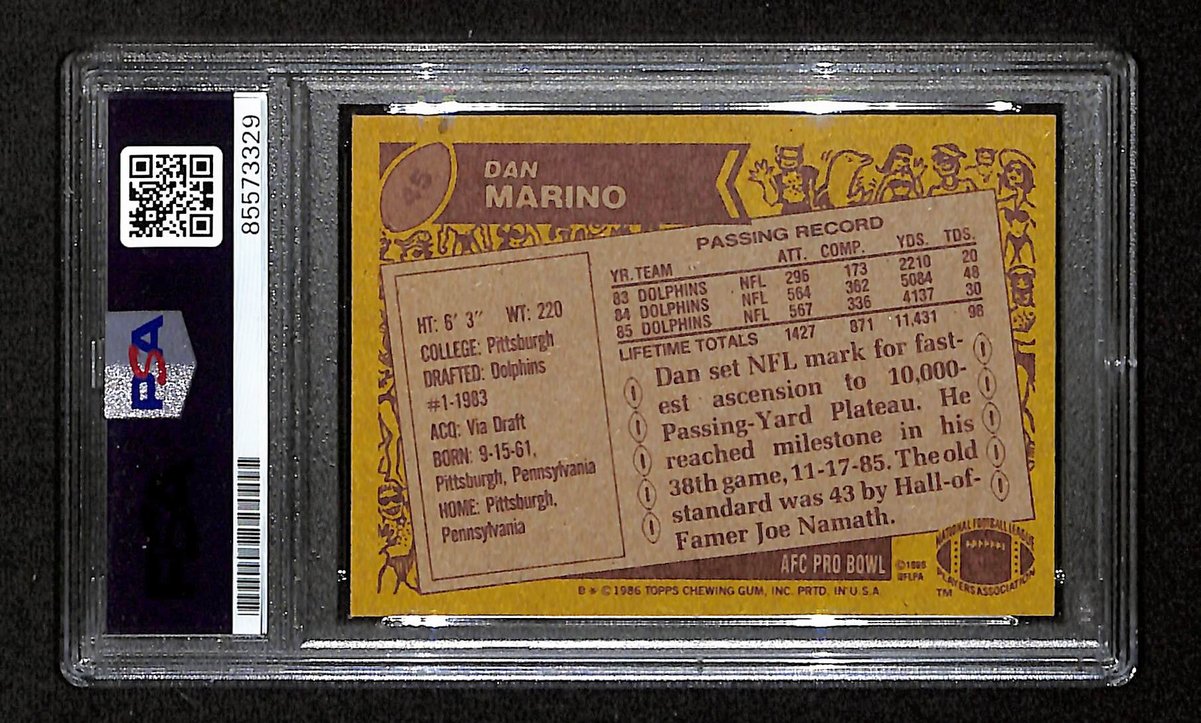 85573329
PSA
45
DAN
MARINO
PASSING RECORD
YR. TEAM ATT. COMP. YDS. TDS.
83 DOLPHINS NFL 296 173 2210 20
84 DOLPHINS NFL 564 362 5084 48
85 DOLPHINS NFL 567 336 4137 30
LIFETIME TOTALS 1427 871 11,431 98
HT: 6' 3" WT: 220
COLLEGE: Pittsburgh
DRAFTED: Dolphins
#1-1983
ACQ: Via Draft
BORN: 9-15-61,
Pittsburgh, Pennsylvania
HOME: Pittsburgh,
Pennsylvania
Dan set NFL mark for fast-
est ascension to 10,000-
Passing-Yard Plateau. He
reached milestone in his
38th game, 11-17-85. The old
standard was 43 by Hall-of-
Famer Joe Namath.
AFC PRO BOWL
©1986
NFLPA
NATIONAL FOOTBALL LEAGUE
PLAYERS ASSOCIATION
TM
B * © 1986 TOPPS CHEWING GUM, INC. PRTD. IN U.S.A